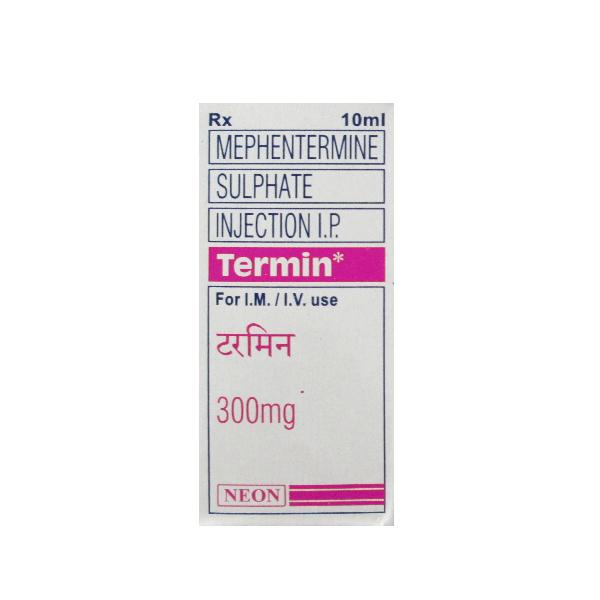 Rx 10ml
MEPHENTERMINE
SULPHATE
INJECTION I.P.
Termin*
For I.M. / I.V. use
टरमिन
300mg
NEON